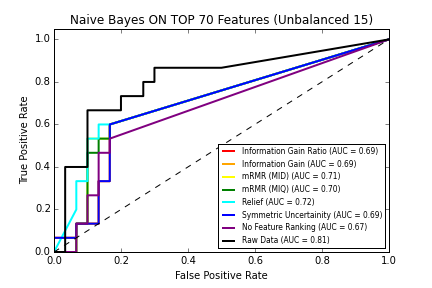 Naive Bayes ON TOP 70 Features (Unbalanced 15)
True Positive Rate
1.0
0.8
0.6
0.4
0.2
0.0
Information Gain Ratio (AUC = 0.69)
Information Gain (AUC = 0.69)
mRMR (MID) (AUC = 0.71)
mRMR (MIQ) (AUC = 0.70)
Relief (AUC = 0.72)
Symmetric Uncertainity (AUC = 0.69)
No Feature Ranking (AUC = 0.67)
Raw Data (AUC = 0.81)
0.0 0.2 0.4 0.6 0.8 1.0
False Positive Rate